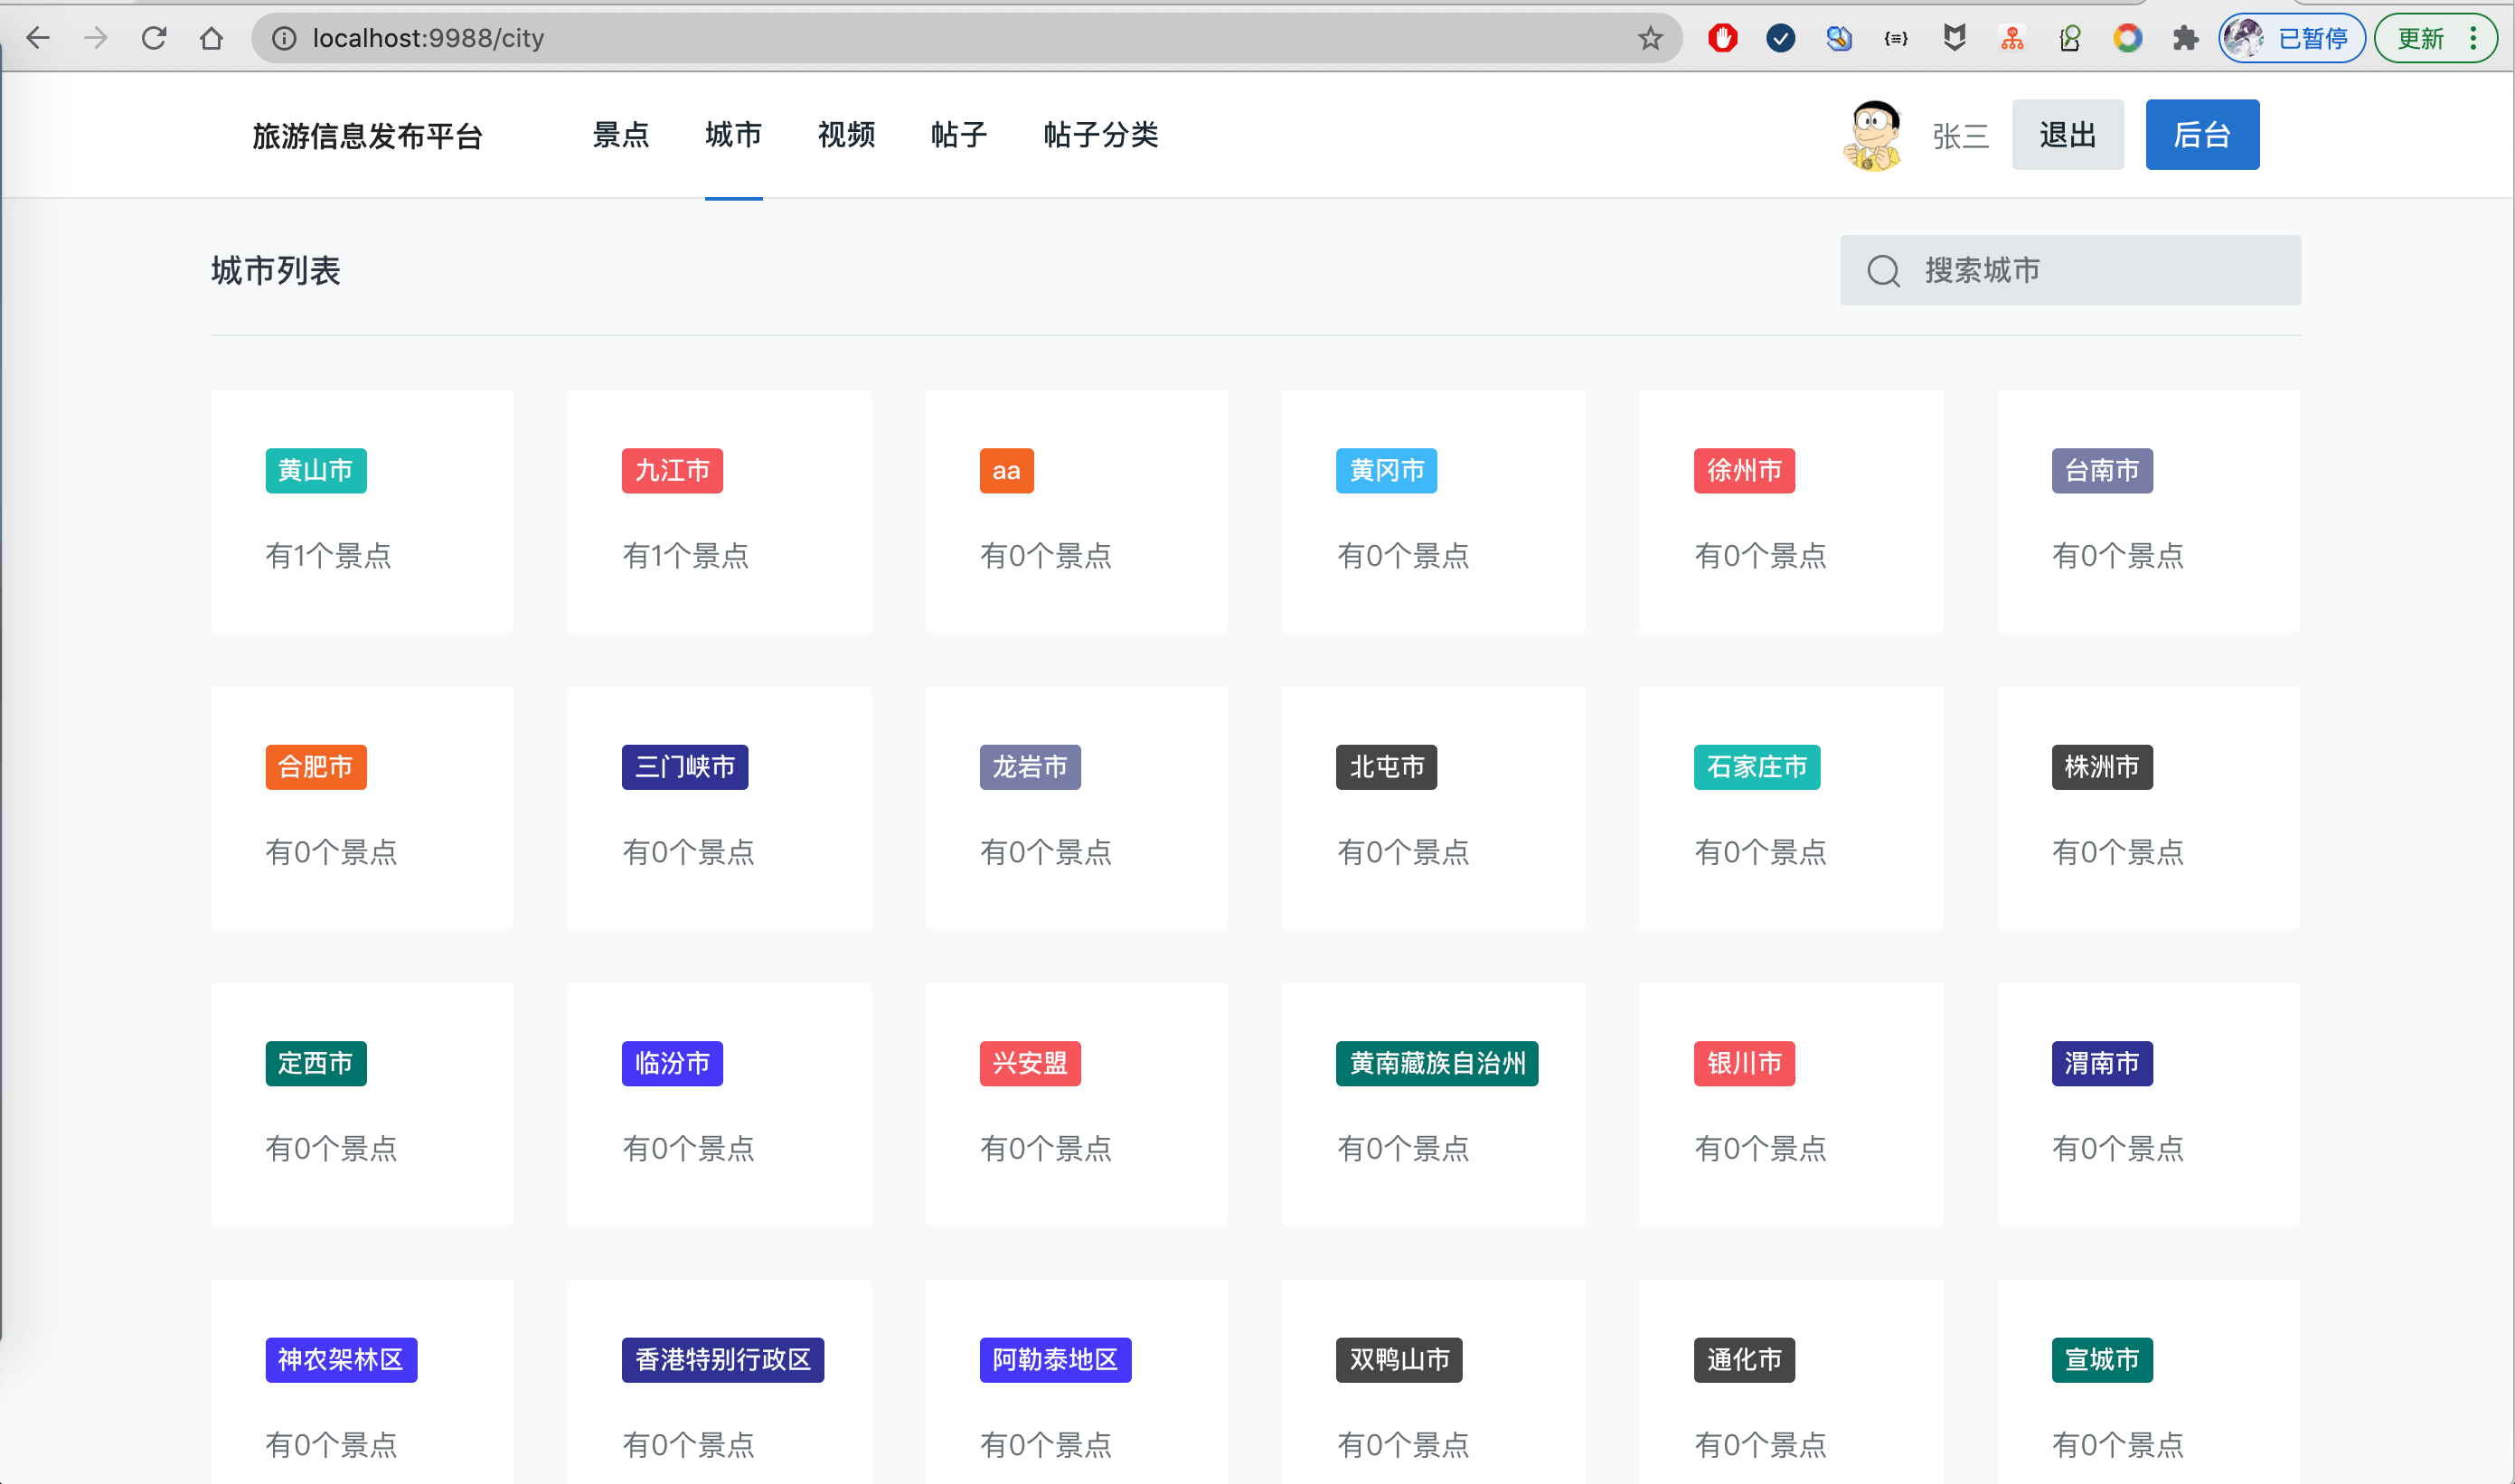 localhost:9988/city
已暂停
更新
旅游信息发布平台 景点 城市 视频 帖子 帖子分类 张三 退出 后台
城市列表 搜索城市
黄山市 九江市 aa 黄冈市 徐州市 台南市
有1个景点 有1个景点 有0个景点 有0个景点 有0个景点 有0个景点
合肥市 三门峡市 龙岩市 北屯市 石家庄市 株洲市
有0个景点 有0个景点 有0个景点 有0个景点 有0个景点 有0个景点
定西市 临汾市 兴安盟 黄南藏族自治州 银川市 渭南市
有0个景点 有0个景点 有0个景点 有0个景点 有0个景点 有0个景点
神农架林区 香港特别行政区 阿勒泰地区 双鸭山市 通化市 宣城市
有0个景点 有0个景点 有0个景点 有0个景点 有0个景点 有0个景点